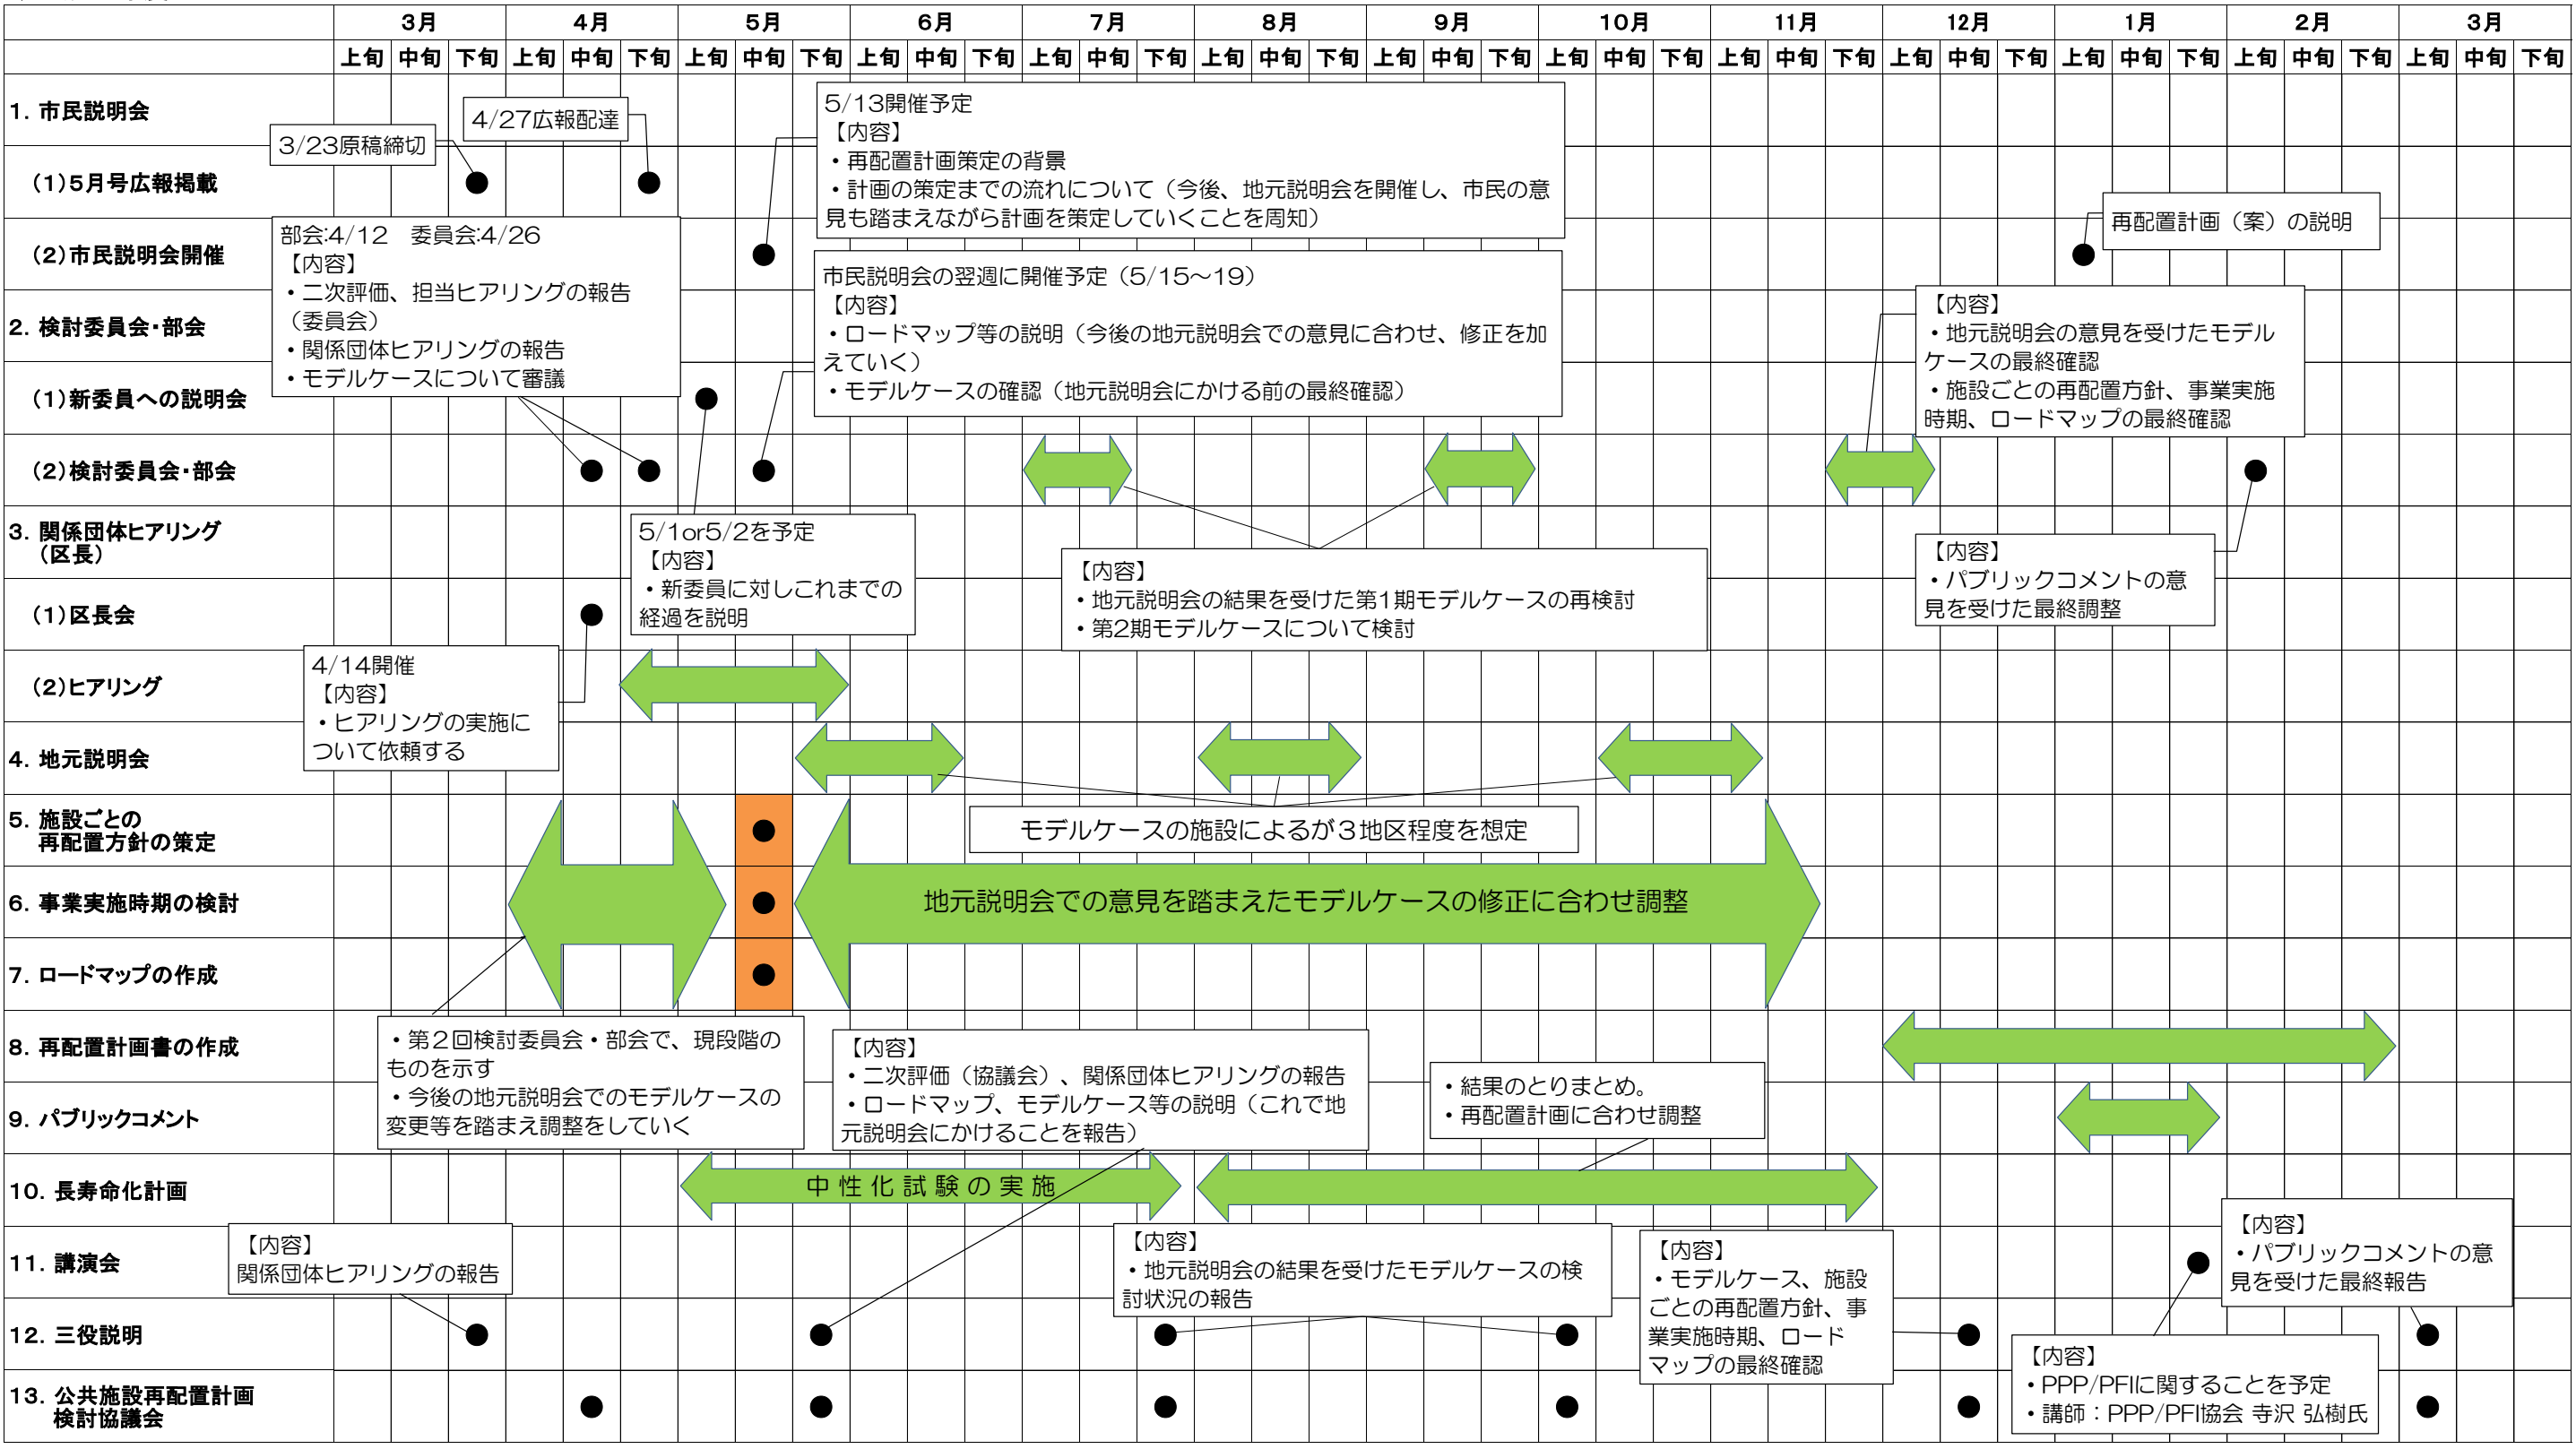 3月 4月 5月 6月 7月 8月 9月 10月 11月 12月 1月 2月 3月
上旬 中旬 下旬 上旬 中旬 下旬 上旬 中旬 下旬 上旬 中旬 下旬 上旬 中旬 下旬 上旬 中旬 下旬 上旬 中旬 下旬 上旬 中旬 下旬 上旬 中旬 下旬 上旬 中旬 下旬 上旬 中旬 下旬 上旬 中旬 下旬 上旬 中旬 下旬
1. 市民説明会
3/23原稿締切
4/27広報配達
5/13開催予定
【内容】
・再配置計画策定の背景
・計画の策定までの流れについて（今後、地元説明会を開催し、市民の意
見も踏まえながら計画を策定していくことを周知）
（1）5月号広報掲載
（2）市民説明会開催
再配置計画（案）の説明
部会:4/12　委員会:4/26
【内容】
・二次評価、担当ヒアリングの報告
（委員会）
・関係団体ヒアリングの報告
・モデルケースについて審議
市民説明会の翌週に開催予定（5/15～19）
【内容】
・ロードマップ等の説明（今後の地元説明会での意見に合わせ、修正を加
えていく）
・モデルケースの確認（地元説明会にかける前の最終確認）
【内容】
・地元説明会の意見を受けたモデル
ケースの最終確認
・施設ごとの再配置方針、事業実施
時期、ロードマップの最終確認
2. 検討委員会・部会
（1）新委員への説明会
（2）検討委員会・部会
3. 関係団体ヒアリング
（区長）
5/1or5/2を予定
【内容】
・新委員に対しこれまでの
経過を説明
【内容】
・地元説明会の結果を受けた第1期モデルケースの再検討
・第2期モデルケースについて検討
【内容】
・パブリックコメントの意
見を受けた最終調整
（1）区長会
4/14開催
【内容】
・ヒアリングの実施に
ついて依頼する
（2）ヒアリング
4. 地元説明会
モデルケースの施設によるが３地区程度を想定
5. 施設ごとの
再配置方針の策定
6. 事業実施時期の検討
地元説明会での意見を踏まえたモデルケースの修正に合わせ調整
7. ロードマップの作成
8. 再配置計画書の作成
・第２回検討委員会・部会で、現段階の
ものを示す
・今後の地元説明会でのモデルケースの
変更等を踏まえ調整をしていく
【内容】
・二次評価（協議会）、関係団体ヒアリングの報告
・ロードマップ、モデルケース等の説明（これで地
元説明会にかけることを報告）
・結果のとりまとめ。
・再配置計画に合わせ調整
9. パブリックコメント
10. 長寿命化計画
中性化試験の実施
11. 講演会
【内容】
関係団体ヒアリングの報告
【内容】
・地元説明会の結果を受けたモデルケースの検
討状況の報告
【内容】
・モデルケース、施設
ごとの再配置方針、事
業実施時期、ロード
マップの最終確認
【内容】
・パブリックコメントの意
見を受けた最終報告
12. 三役説明
【内容】
・PPP/PFIに関することを予定
・講師：PPP/PFI協会 寺沢 弘樹氏
13. 公共施設再配置計画
検討協議会